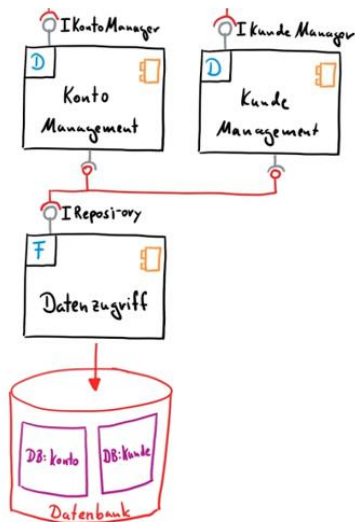 IKontoManager
IKundeManager
D
Konto
Management
D
Kunde
Management
IReposi-ory
F
Datenzugriff
DB:Konto
DB:Kunde
Datenbank